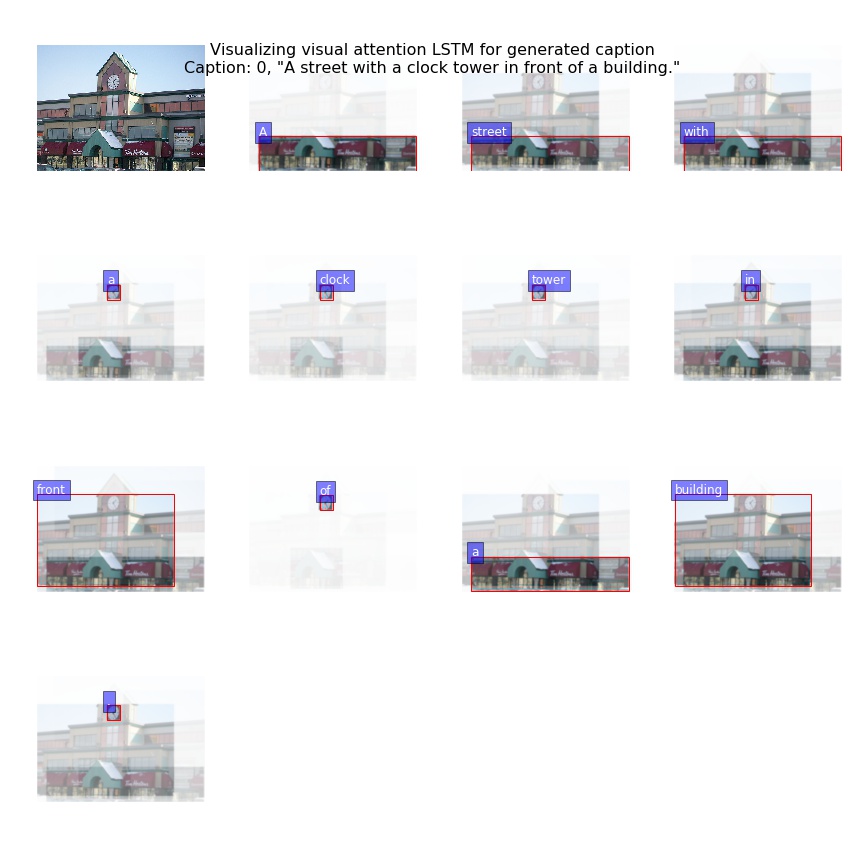 Visualizing visual attention LSTM for generated caption
Caption: 0, "A street with a clock tower in front of a building."
A
street
with
a
clock
tower
in
front
of
a
building
.